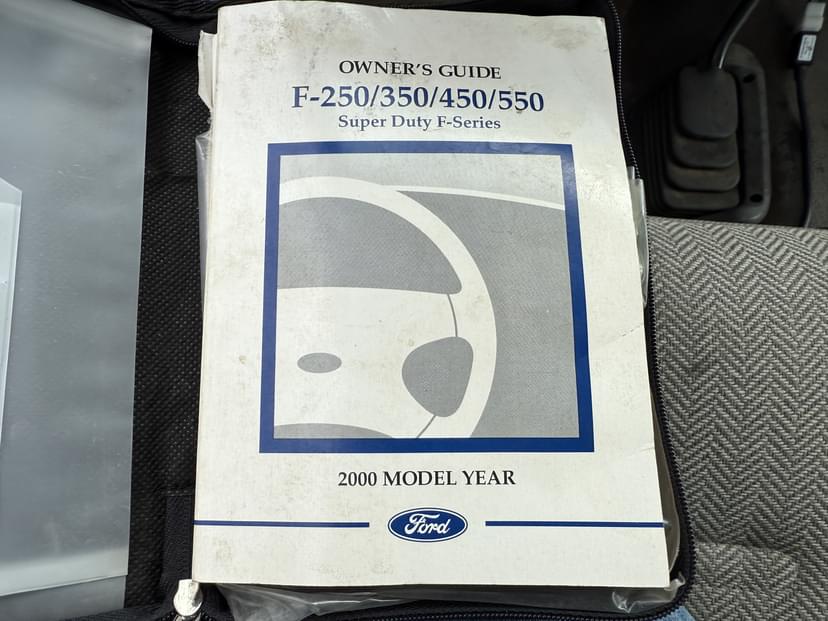 OWNER'S GUIDE
F-250/350/450/550
Super Duty F-Series
2000 MODEL YEAR
Ford